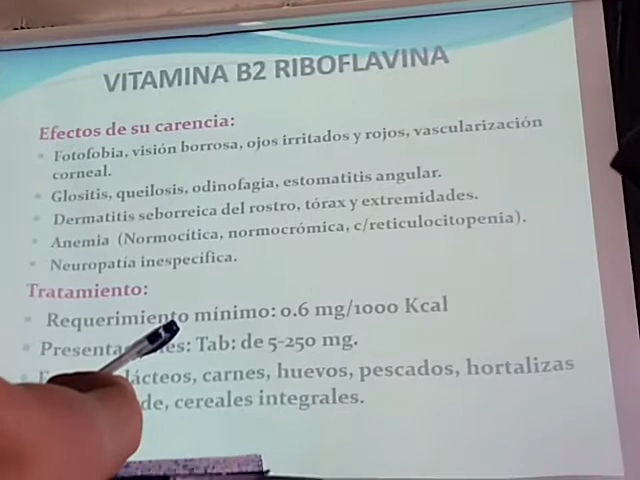 VITAMINA B2 RIBOFLAVINA
Efectos de su carencia:
Fotofobia, visión borrosa, ojos irritados y rojos, vascularización
corneal.
Glositis, queilosis, odinofagia, estomatitis angular.
Dermatitis seborreica del rostro, tórax y extremidades.
Anemia (Normocítica, normocrómica, c/reticulocitopenia).
Neuropatía inespecífica.
Tratamiento:
Requerimiento mínimo: 0.6 mg/1000 Kcal
Tab: de 5-250 mg.
lácteos, carnes, huevos, pescados, hortalizas
cereales integrales.